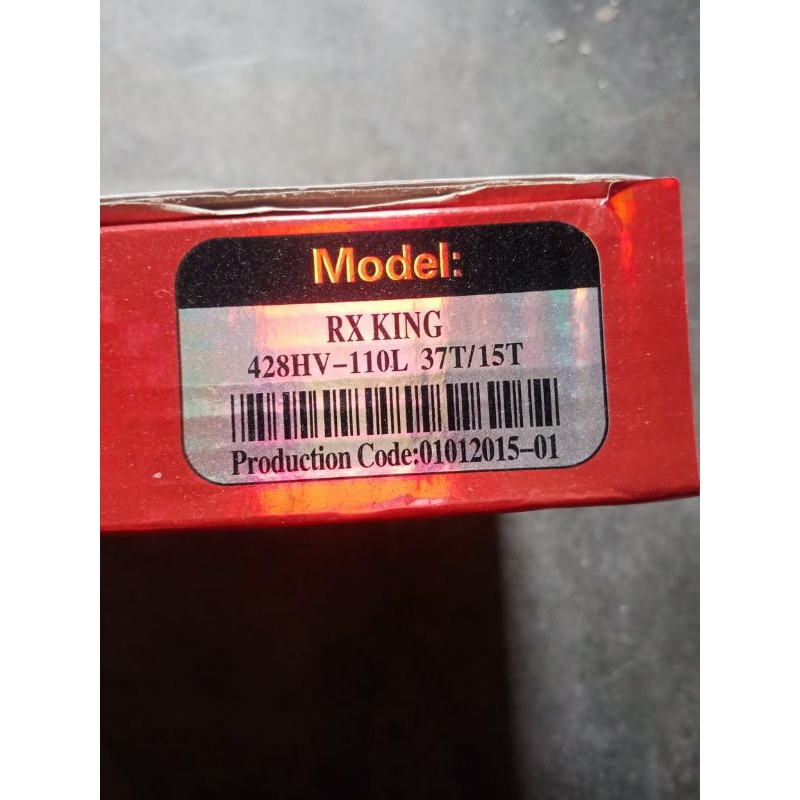 Model:
RX KING
428HV-110L 37T/15T
Production Code:01012015-01